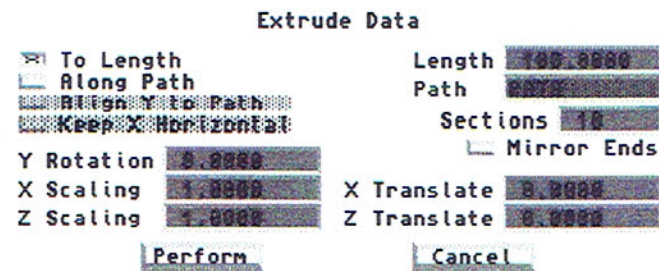 Extrude Data
To Length
Length 100.0000
Along Path
Path PATH
Align Y to Path
Keep X Horizontal
Sections 10
Mirror Ends
Y Rotation 0.0000
X Scaling 1.0000
X Translate 0.0000
Z Scaling 1.0000
Z Translate 0.0000
Perform
Cancel